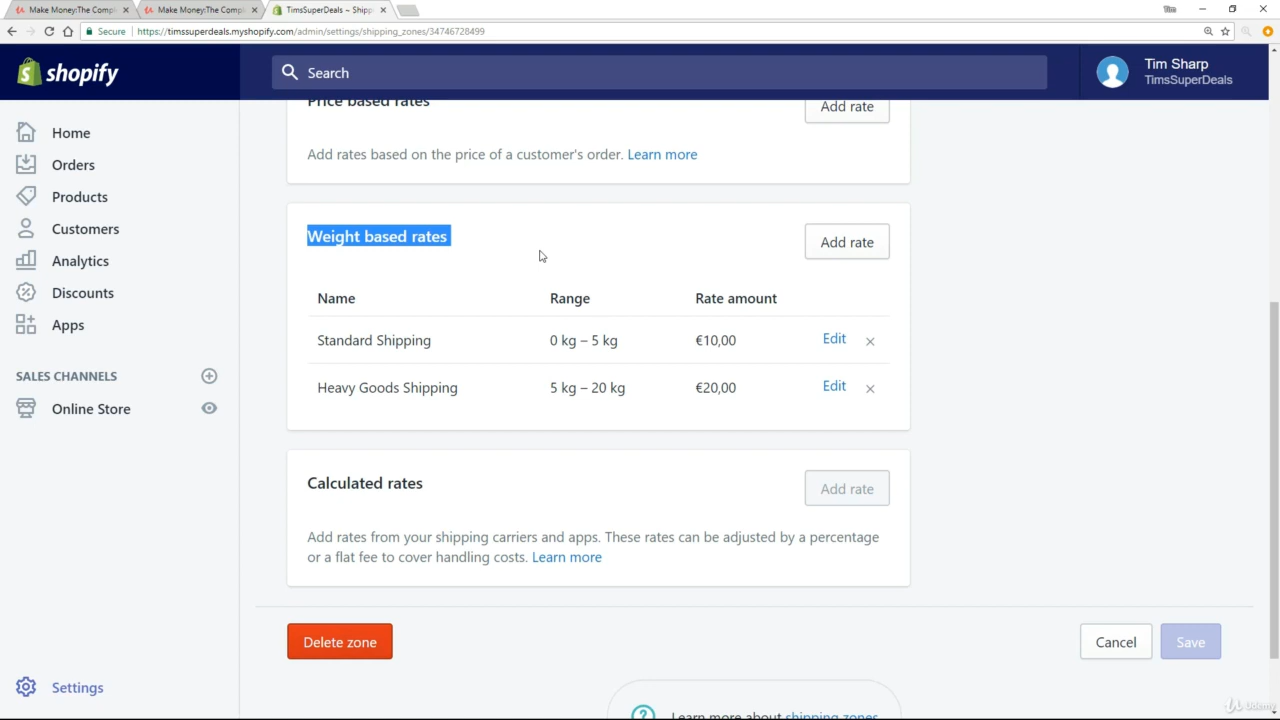 Make Money:The Compl
Make Money:The Compl
TimsSuperDeals ~ Shipp
Tim
Secure
https://timssuperdeals.myshopify.com/admin/settings/shipping_zones/34746728499
shopify
Search
Tim Sharp
TimsSuperDeals
Home
Orders
Products
Customers
Analytics
Discounts
Apps
SALES CHANNELS
Online Store
Settings
Price based rates
Add rate
Add rates based on the price of a customer's order. Learn more
Weight based rates
Add rate
Name Range Rate amount
Standard Shipping 0 kg – 5 kg €10,00 Edit
Heavy Goods Shipping 5 kg – 20 kg €20,00 Edit
Calculated rates
Add rate
Add rates from your shipping carriers and apps. These rates can be adjusted by a percentage
or a flat fee to cover handling costs. Learn more
Delete zone
Cancel
Save
Learn more about shipping zones
Udemy